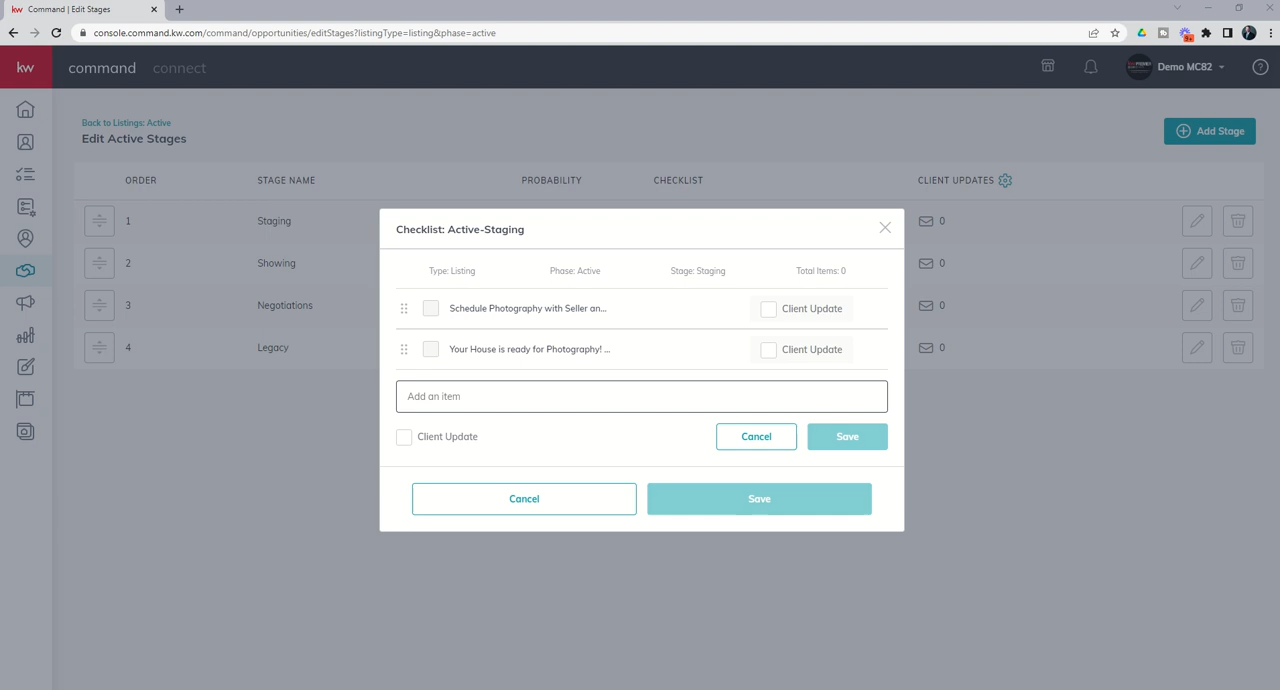 kw Command | Edit Stages
console.command.kw.com/command/opportunities/editStages?listingType=listing&phase=active
9+
kw command connect Demo MC82
Back to Listings: Active
Edit Active Stages
Add Stage
ORDER STAGE NAME PROBABILITY CHECKLIST CLIENT UPDATES
1 Staging 0
2 Showing 0
3 Negotiations 0
4 Legacy 0
Checklist: Active-Staging
Type: Listing Phase: Active Stage: Staging Total Items: 0
Schedule Photography with Seller an... Client Update
Your House is ready for Photography! ... Client Update
Add an item
Client Update Cancel Save
Cancel Save